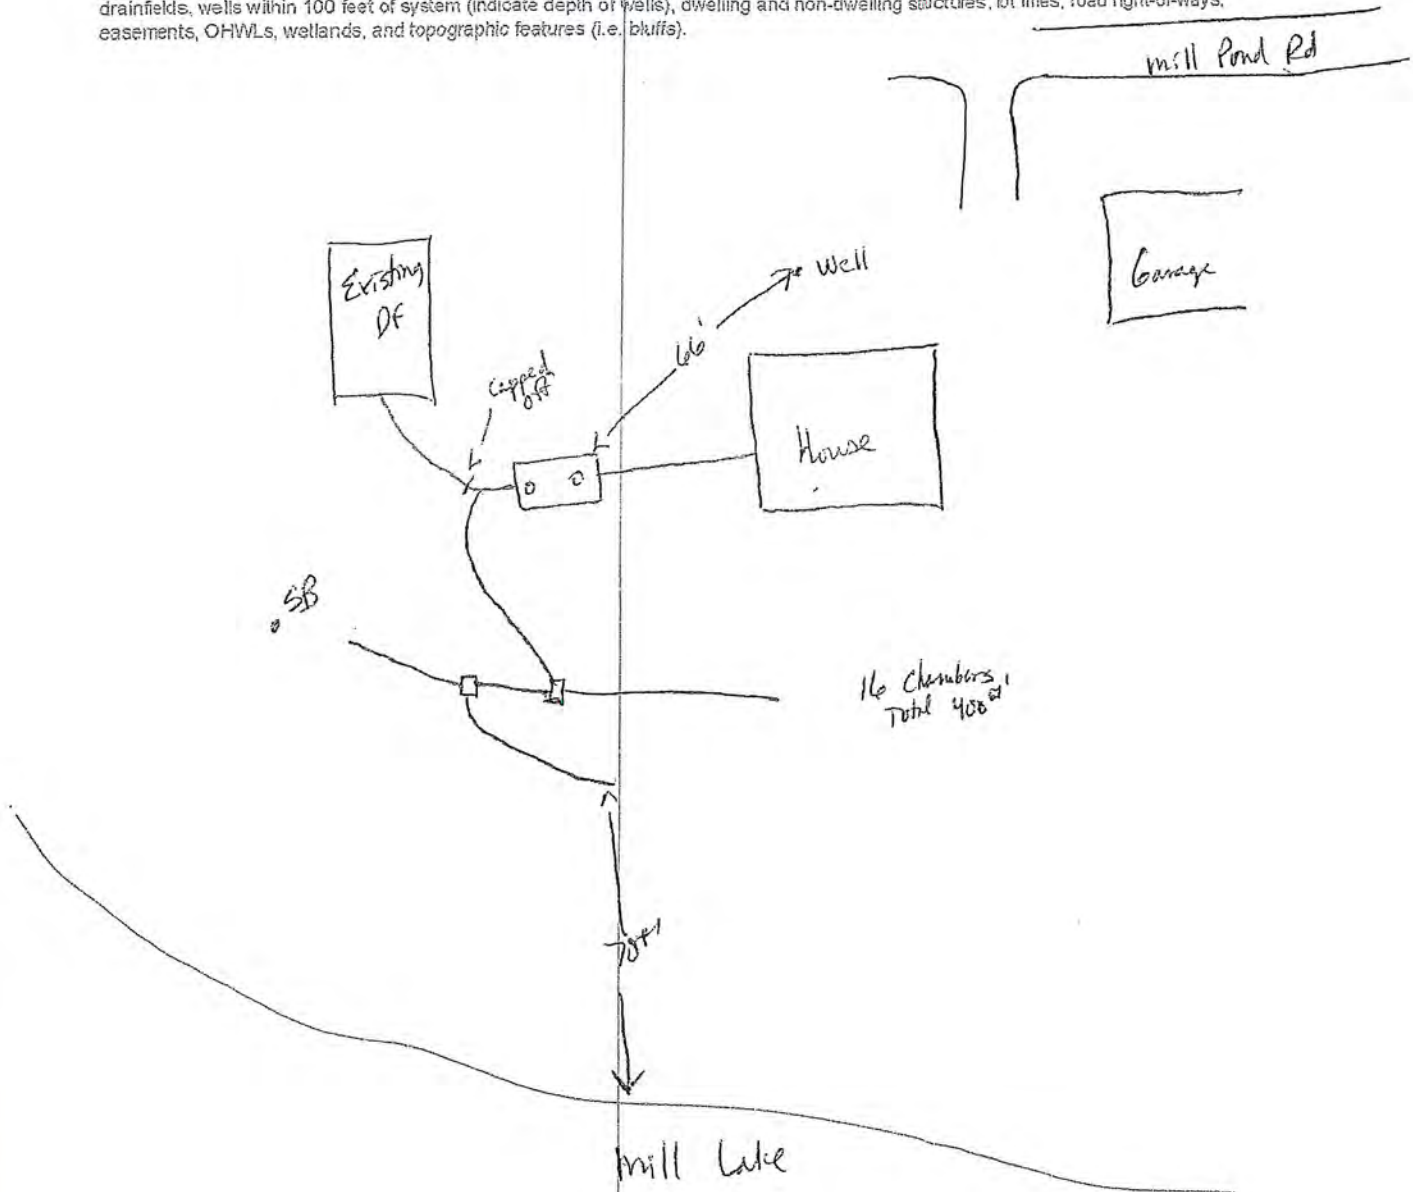 drainfields, wells within 100 feet of system (indicate depth of wells), dwelling and non-dwelling structures, lot lines, road right-of-ways,
easements, OHWLs, wetlands, and topographic features (i.e. bluffs).
mill Pond Rd
Existing
DF
Well
Garage
66'
Capped
off
House
SB
16 Chambers
Total 400
70+'
Mill Lake